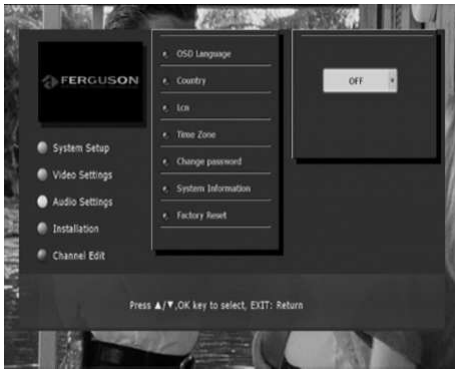 FERGUSON
System Setup
Video Settings
Audio Settings
Installation
Channel Edit
OSD Language
Country
Lcn
Time Zone
Change password
System Information
Factory Reset
OFF
Press ▲/▼,OK key to select, EXIT: Return